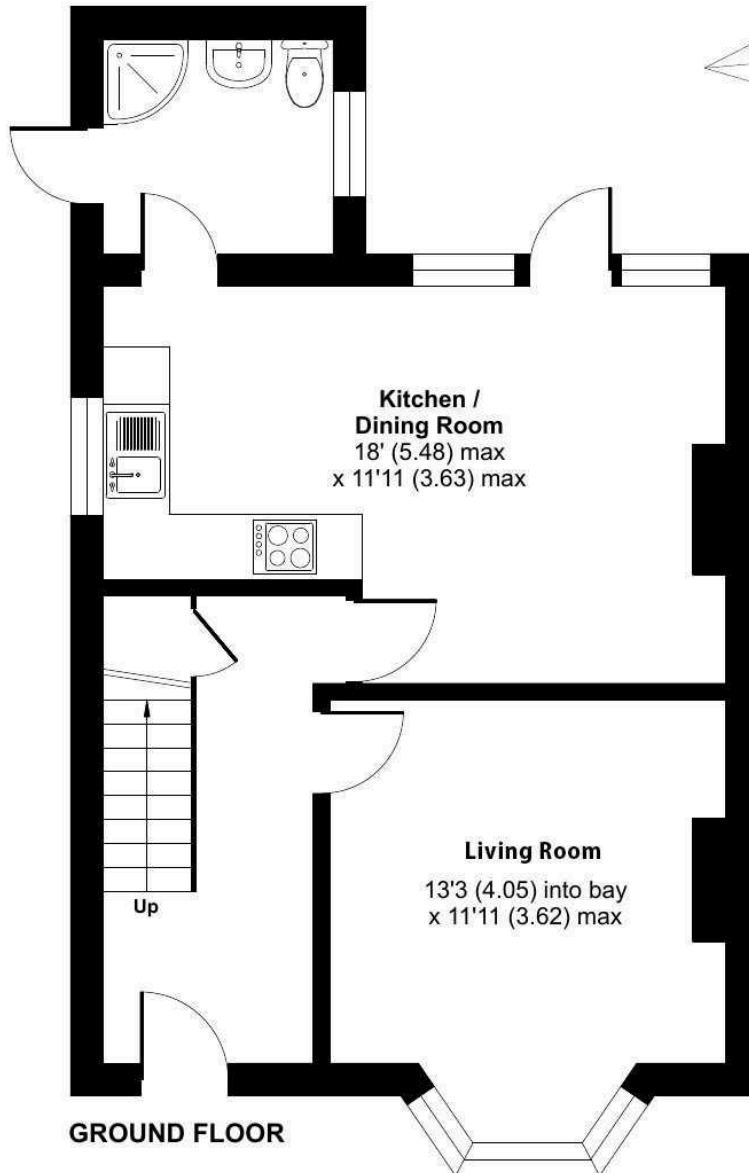 Kitchen /
Dining Room
18' (5.48) max
x 11'11 (3.63) max
Living Room
13'3 (4.05) into bay
x 11'11 (3.62) max
Up
GROUND FLOOR